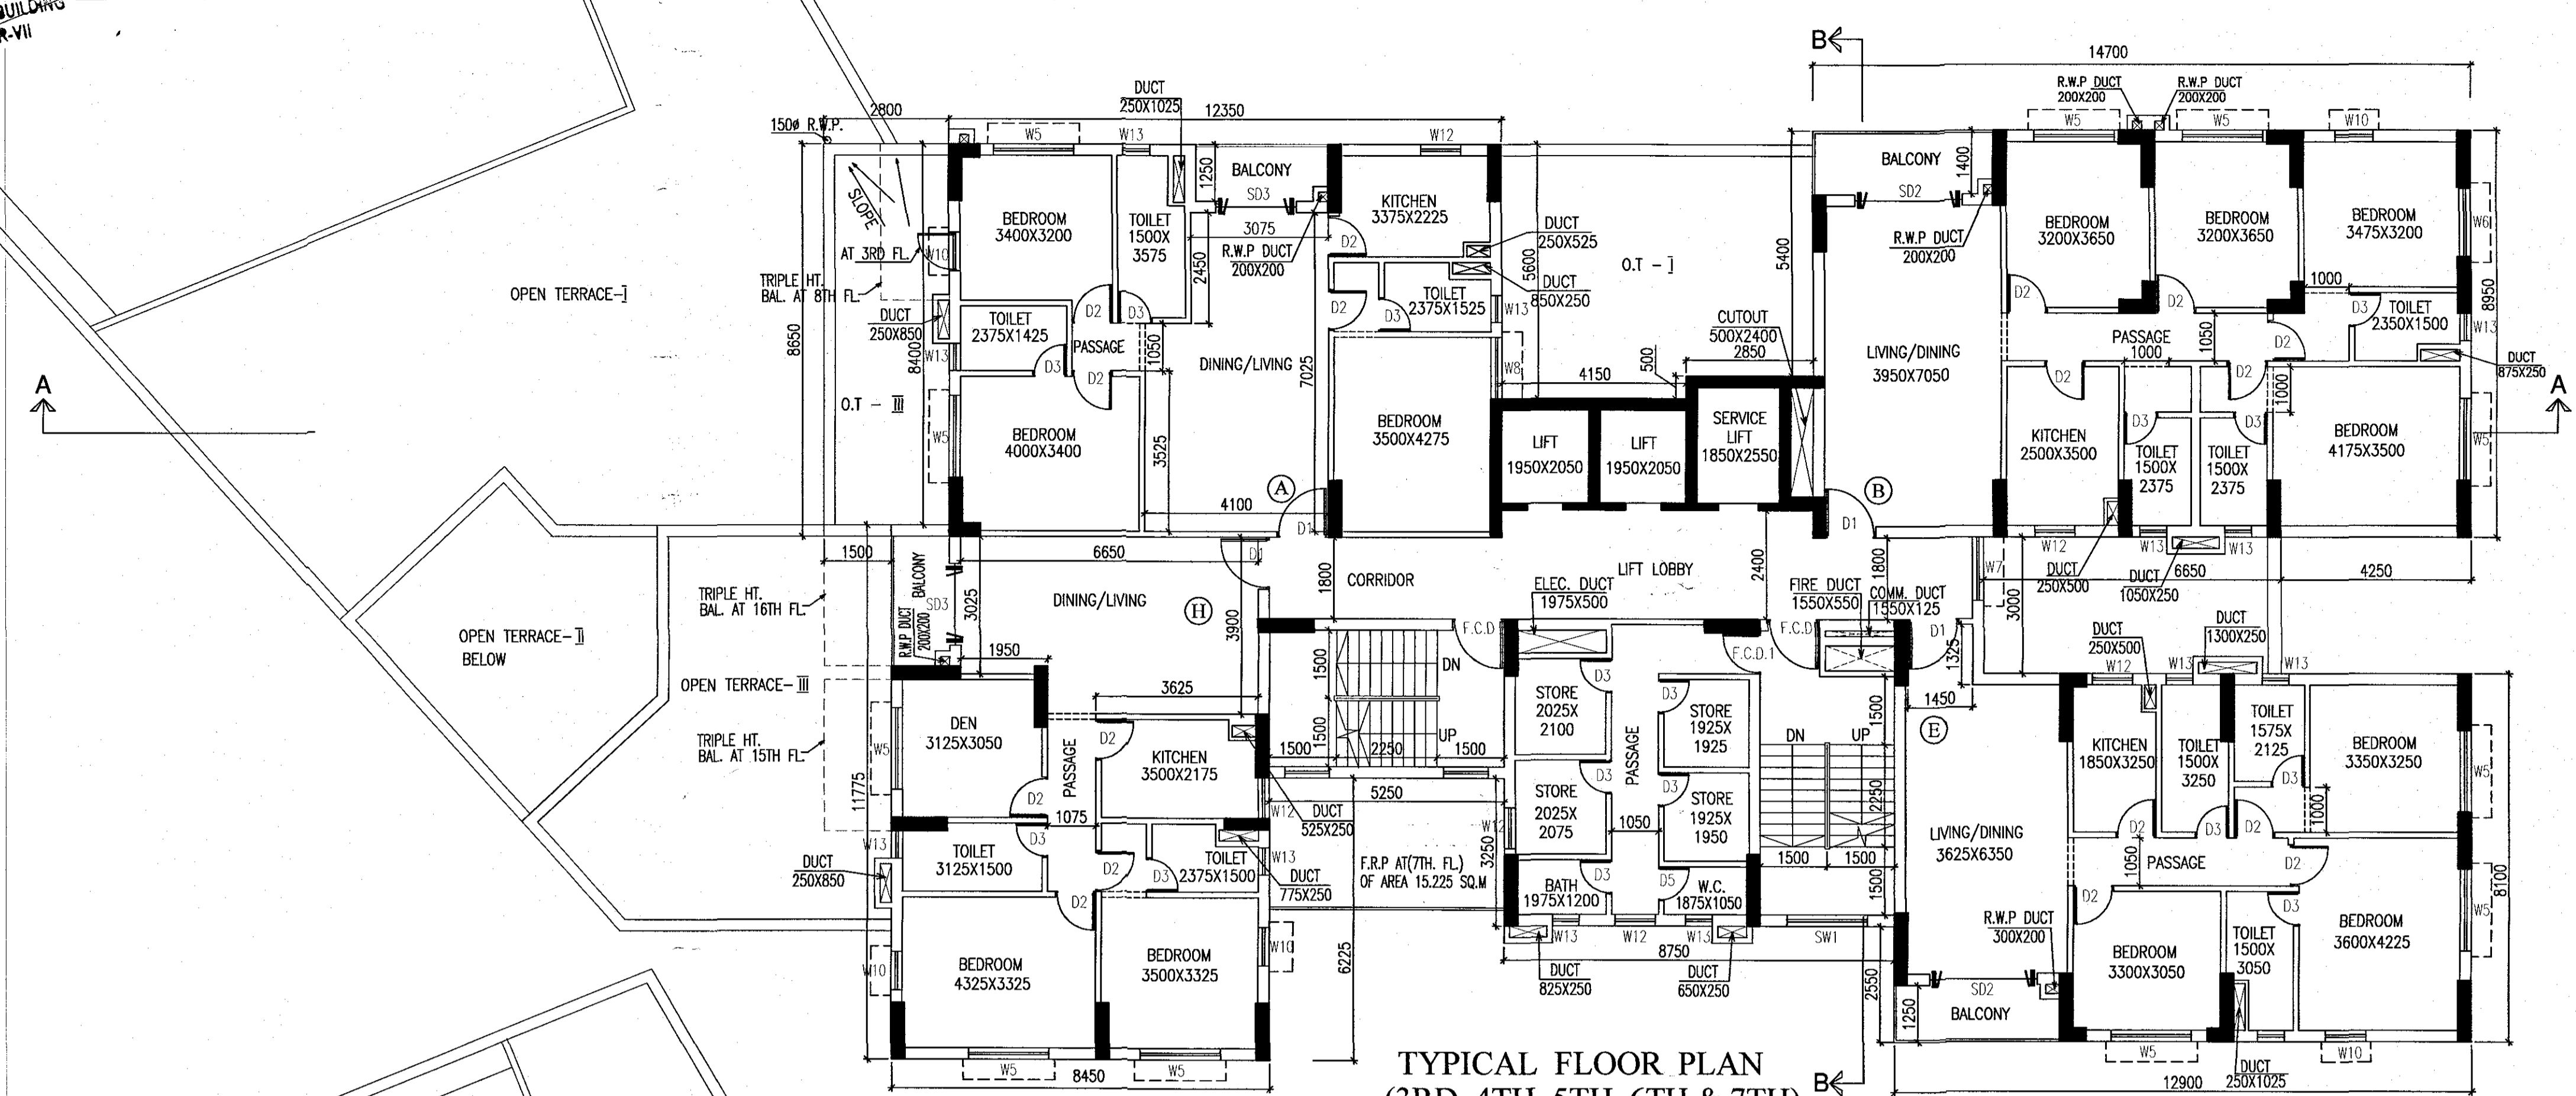 BUILDING
R-VII
OPEN TERRACE-I
A
OPEN TERRACE-II
BELOW
OPEN TERRACE-III
TRIPLE HT.
BAL. AT 8TH FL.
TRIPLE HT.
BAL. AT 16TH FL.
TRIPLE HT.
BAL. AT 15TH FL.
150ø R.W.P.
2800
12350
DUCT
250X1025
SLOPE
AT 3RD FL.
8650
8400
O.T - III
DUCT
250X850
W5
W13
W12
W10
W13
W5
BEDROOM
3400X3200
TOILET
1500X
3575
1250
BALCONY
SD3
3075
2450
R.W.P DUCT
200X200
KITCHEN
3375X2225
D2
DUCT
250X525
DUCT
850X250
5600
TOILET
2375X1525
D2
D3
W13
W8
TOILET
2375X1425
D2
D3
PASSAGE
1050
D3
D2
DINING/LIVING
7025
BEDROOM
4000X3400
3525
4100
A
D1
BEDROOM
3500X4275
O.T - I
5400
CUTOUT
500X2400
2850
500
4150
LIFT
1950X2050
LIFT
1950X2050
SERVICE
LIFT
1850X2550
B
14700
R.W.P DUCT
200X200
R.W.P DUCT
200X200
W5
W5
W10
BALCONY
1400
SD2
R.W.P DUCT
200X200
BEDROOM
3200X3650
BEDROOM
3200X3650
BEDROOM
3475X3200
W6
8950
1000
D2
D2
D3
TOILET
2350X1500
W13
LIVING/DINING
3950X7050
PASSAGE
1000
1050
D2
DUCT
875X250
D2
D2
1000
KITCHEN
2500X3500
D3
TOILET
1500X
2375
D3
TOILET
1500X
2375
BEDROOM
4175X3500
W5
A
B
D1
W12
W13
W13
W7
DUCT
250X500
DUCT
1050X250
6650
4250
3000
1500
6650
BALCONY
SD3
R.W.P DUCT
200X200
3025
D1
DINING/LIVING
H
3900
1950
3625
1800
CORRIDOR
LIFT LOBBY
2400
1800
ELEC. DUCT
1975X500
FIRE DUCT
1550X550
COMM. DUCT
1550X125
F.C.D
F.C.D
F.C.D.1
D1
1325
1450
E
1500
DN
1500
UP
1500
2250
1500
STORE
2025X
2100
D3
D3
STORE
1925X
1925
PASSAGE
STORE
2025X
2075
D3
D3
STORE
1925X
1950
1050
BATH
1975X1200
D3
D5
W.C.
1875X1050
DN
UP
1500
2250
1500
1500
1500
W12
W13
W12
W13
SW1
8750
DUCT
825X250
DUCT
650X250
3250
5250
F.R.P AT(7TH. FL.)
OF AREA 15.225 SQ.M
6225
11775
W5
DEN
3125X3050
D2
PASSAGE
1075
D2
KITCHEN
3500X2175
W12
DUCT
525X250
W13
TOILET
3125X1500
D3
DUCT
250X850
D2
D3
TOILET
2375X1500
W13
DUCT
775X250
D2
W10
BEDROOM
4325X3325
BEDROOM
3500X3325
W10
W5
W5
8450
DUCT
250X500
DUCT
1300X250
W12
W13
W13
KITCHEN
1850X3250
TOILET
1500X
3250
TOILET
1575X
2125
D3
BEDROOM
3350X3250
W5
1000
D2
D3
D2
LIVING/DINING
3625X6350
1050
PASSAGE
D2
D2
D3
8100
W5
R.W.P DUCT
300X200
BEDROOM
3300X3050
TOILET
1500X
3050
BEDROOM
3600X4225
2550
1250
SD2
BALCONY
W5
W10
DUCT
250X1025
12900
B
TYPICAL FLOOR PLAN
(3RD, 4TH, 5TH, 6TH & 7TH)